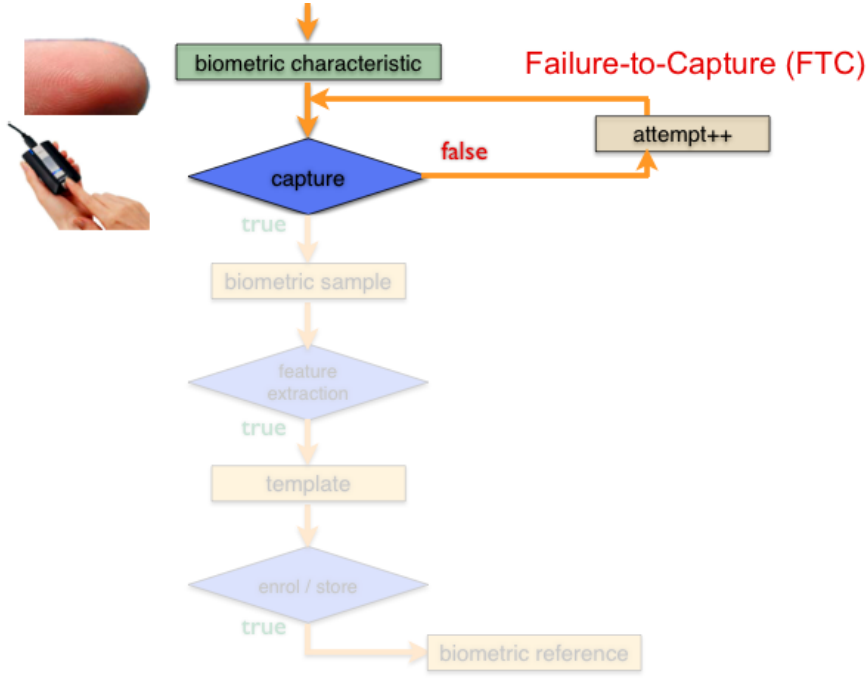 biometric characteristic
Failure-to-Capture (FTC)
attempt++
false
capture
true
biometric sample
feature
extraction
true
template
enrol / store
true
biometric reference